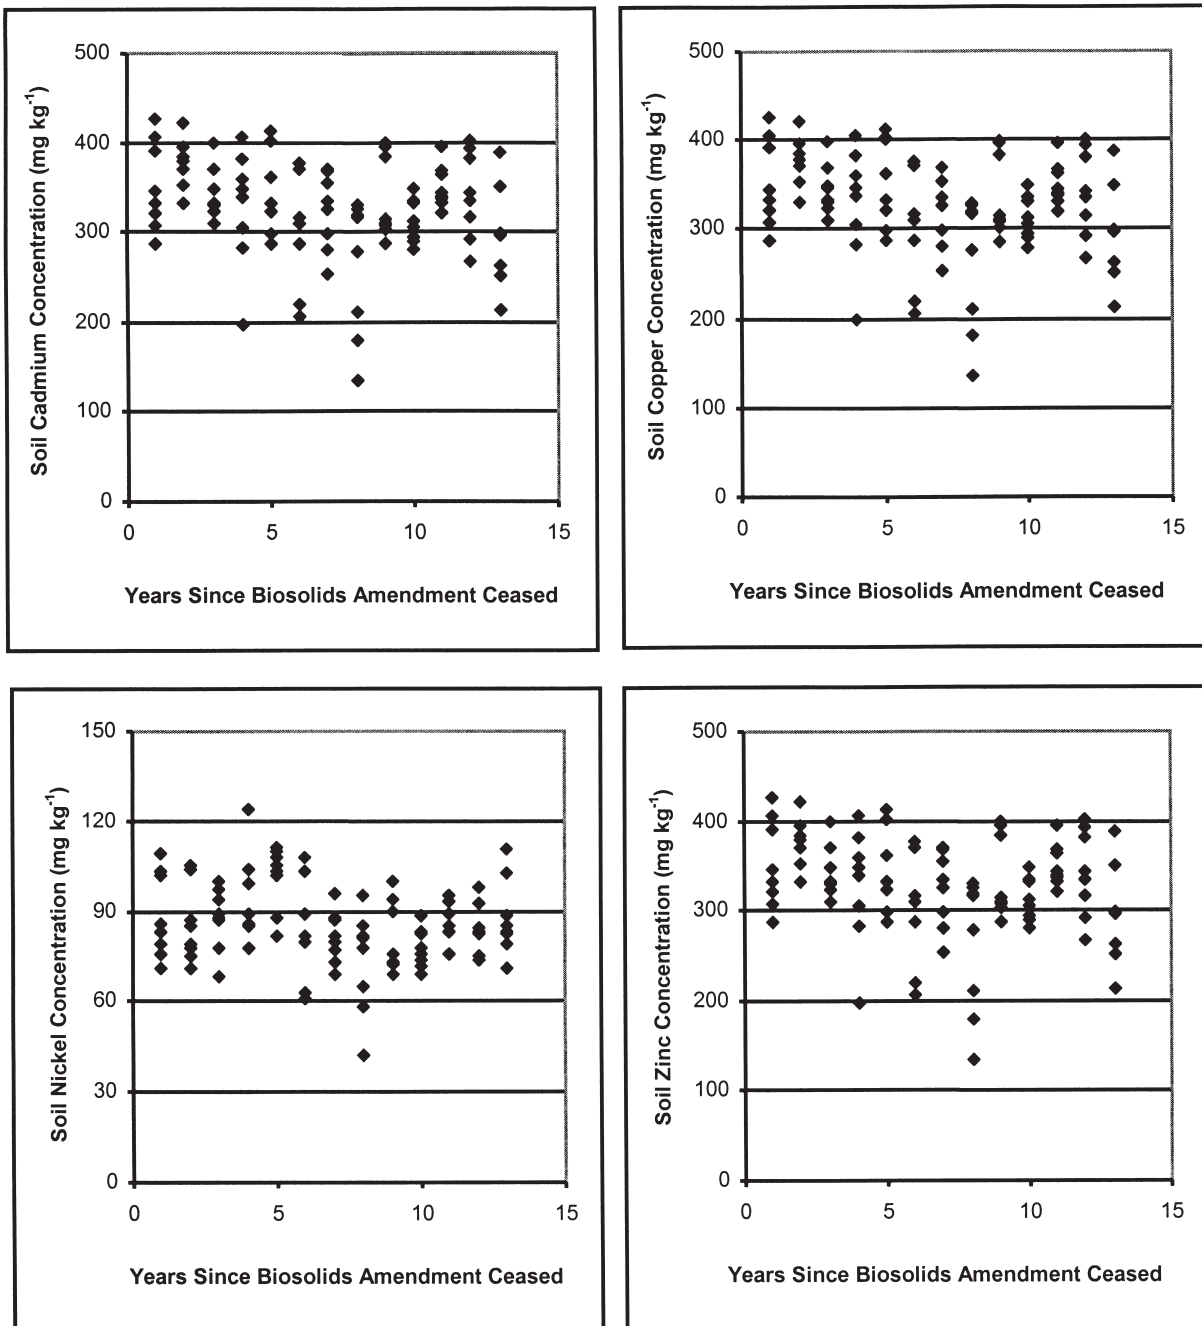 Soil Cadmium Concentration (mg kg⁻¹)
500
400
300
200
100
0
0 5 10 15
Years Since Biosolids Amendment Ceased
Soil Copper Concentration (mg kg⁻¹)
500
400
300
200
100
0
0 5 10 15
Years Since Biosolids Amendment Ceased
Soil Nickel Concentration (mg kg⁻¹)
150
120
90
60
30
0
0 5 10 15
Years Since Biosolids Amendment Ceased
Soil Zinc Concentration (mg kg⁻¹)
500
400
300
200
100
0
0 5 10 15
Years Since Biosolids Amendment Ceased